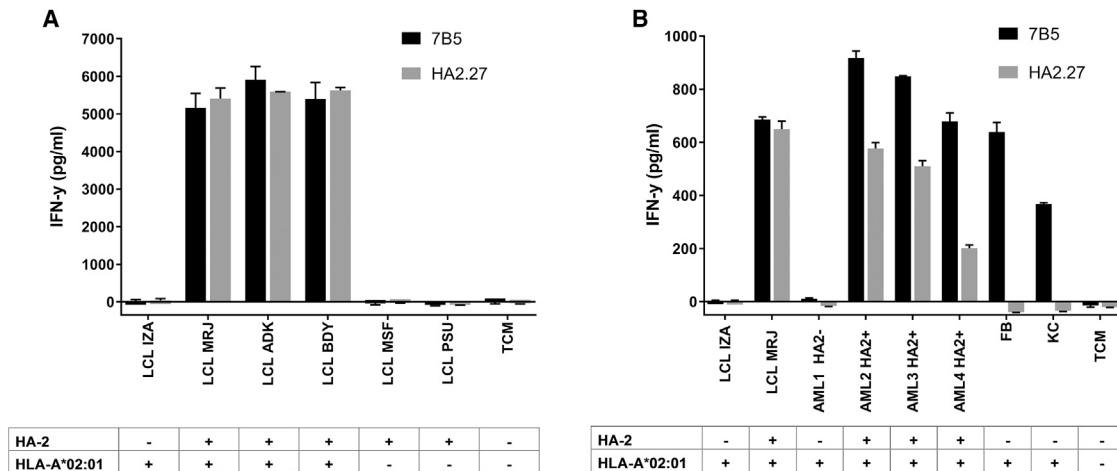 A
7B5
HA2.27
IFN-y (pg/ml)
7000
6000
5000
4000
3000
2000
1000
0
LCL IZA
LCL MRJ
LCL ADK
LCL BDY
LCL MSF
LCL PSU
TCM
HA-2 - + + + + + -
HLA-A*02:01 + + + + - - -
B
7B5
HA2.27
IFN-y (pg/ml)
1000
800
600
400
200
0
LCL IZA
LCL MRJ
AML1 HA2-
AML2 HA2+
AML3 HA2+
AML4 HA2+
FB
KC
TCM
HA-2 - + - + + + - - -
HLA-A*02:01 + + + + + + + + -